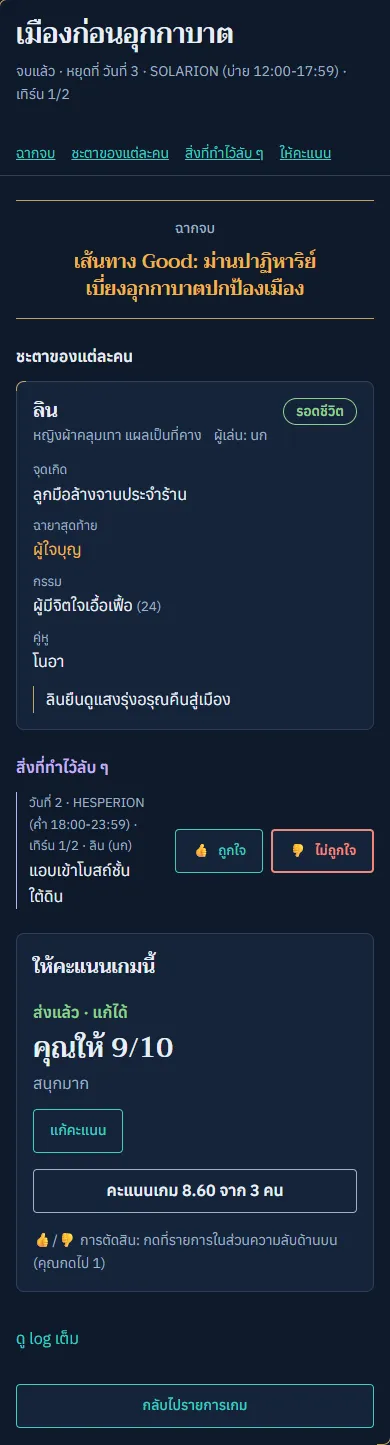 เมืองก่อนอุกกาบาต
จบแล้ว · หยุดที่ วันที่ 3 · SOLARION (บ่าย 12:00-17:59) ·
เทิร์น 1/2
ฉากจบ ชะตาของแต่ละคน สิ่งที่ทำไว้ลับ ๆ ให้คะแนน
ฉากจบ
เส้นทาง Good: ม่านปาฏิหาริย์
เบี่ยงอุกกาบาตปกป้องเมือง
ชะตาของแต่ละคน
ลิน
รอดชีวิต
หญิงผ้าคลุมเทา แผลเป็นที่คาง ผู้เล่น: นก
จุดเกิด
ลูกมือล้างจานประจำร้าน
ฉายาสุดท้าย
ผู้ใจบุญ
กรรม
ผู้มีจิตใจเอื้อเฟื้อ (24)
คู่หู
โนอา
ลินยืนดูแสงรุ่งอรุณคืนสู่เมือง
สิ่งที่ทำไว้ลับ ๆ
วันที่ 2 · HESPERION
(ค่ำ 18:00-23:59) ·
เทิร์น 1/2 · ลิน (นก)
แอบเข้าโบสถ์ชั้น
ใต้ดิน
👍 ถูกใจ
👎 ไม่ถูกใจ
ให้คะแนนเกมนี้
ส่งแล้ว · แก้ได้
คุณให้ 9/10
สนุกมาก
แก้คะแนน
คะแนนเกม 8.60 จาก 3 คน
👍/👎 การตัดสิน: กดที่รายการในส่วนความลับด้านบน
(คุณกดไป 1)
ดู log เต็ม
กลับไปรายการเกม